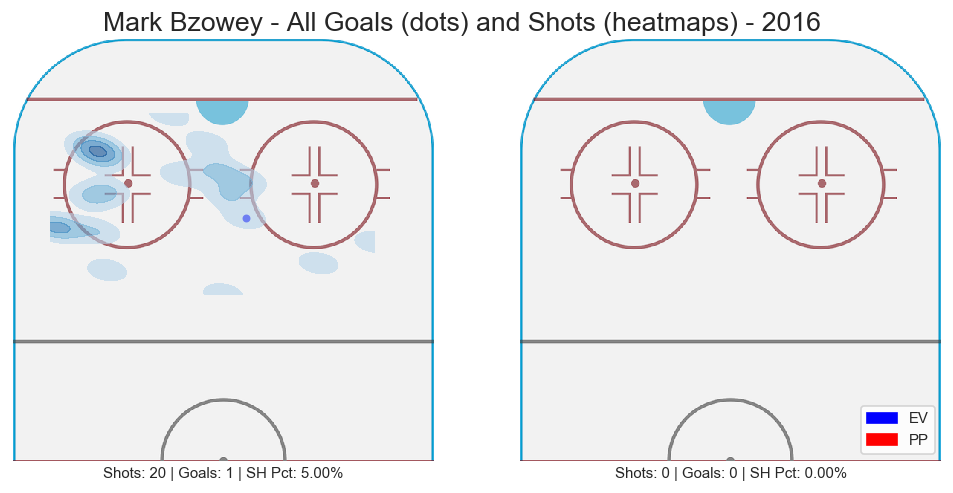 Mark Bzowey - All Goals (dots) and Shots (heatmaps) - 2016
EV
PP
Shots: 20 | Goals: 1 | SH Pct: 5.00%
Shots: 0 | Goals: 0 | SH Pct: 0.00%